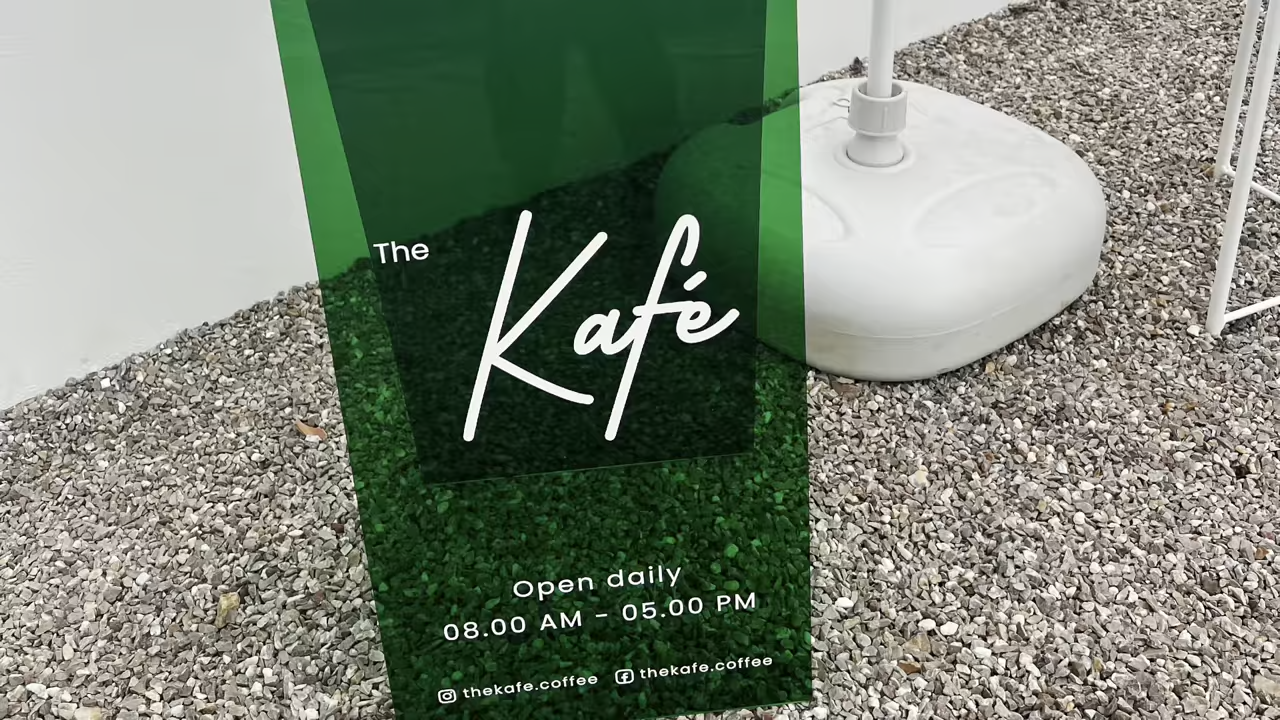 The
Kafé
Open daily
08.00 AM - 05.00 PM
thekafe.coffee thekafe.coffee